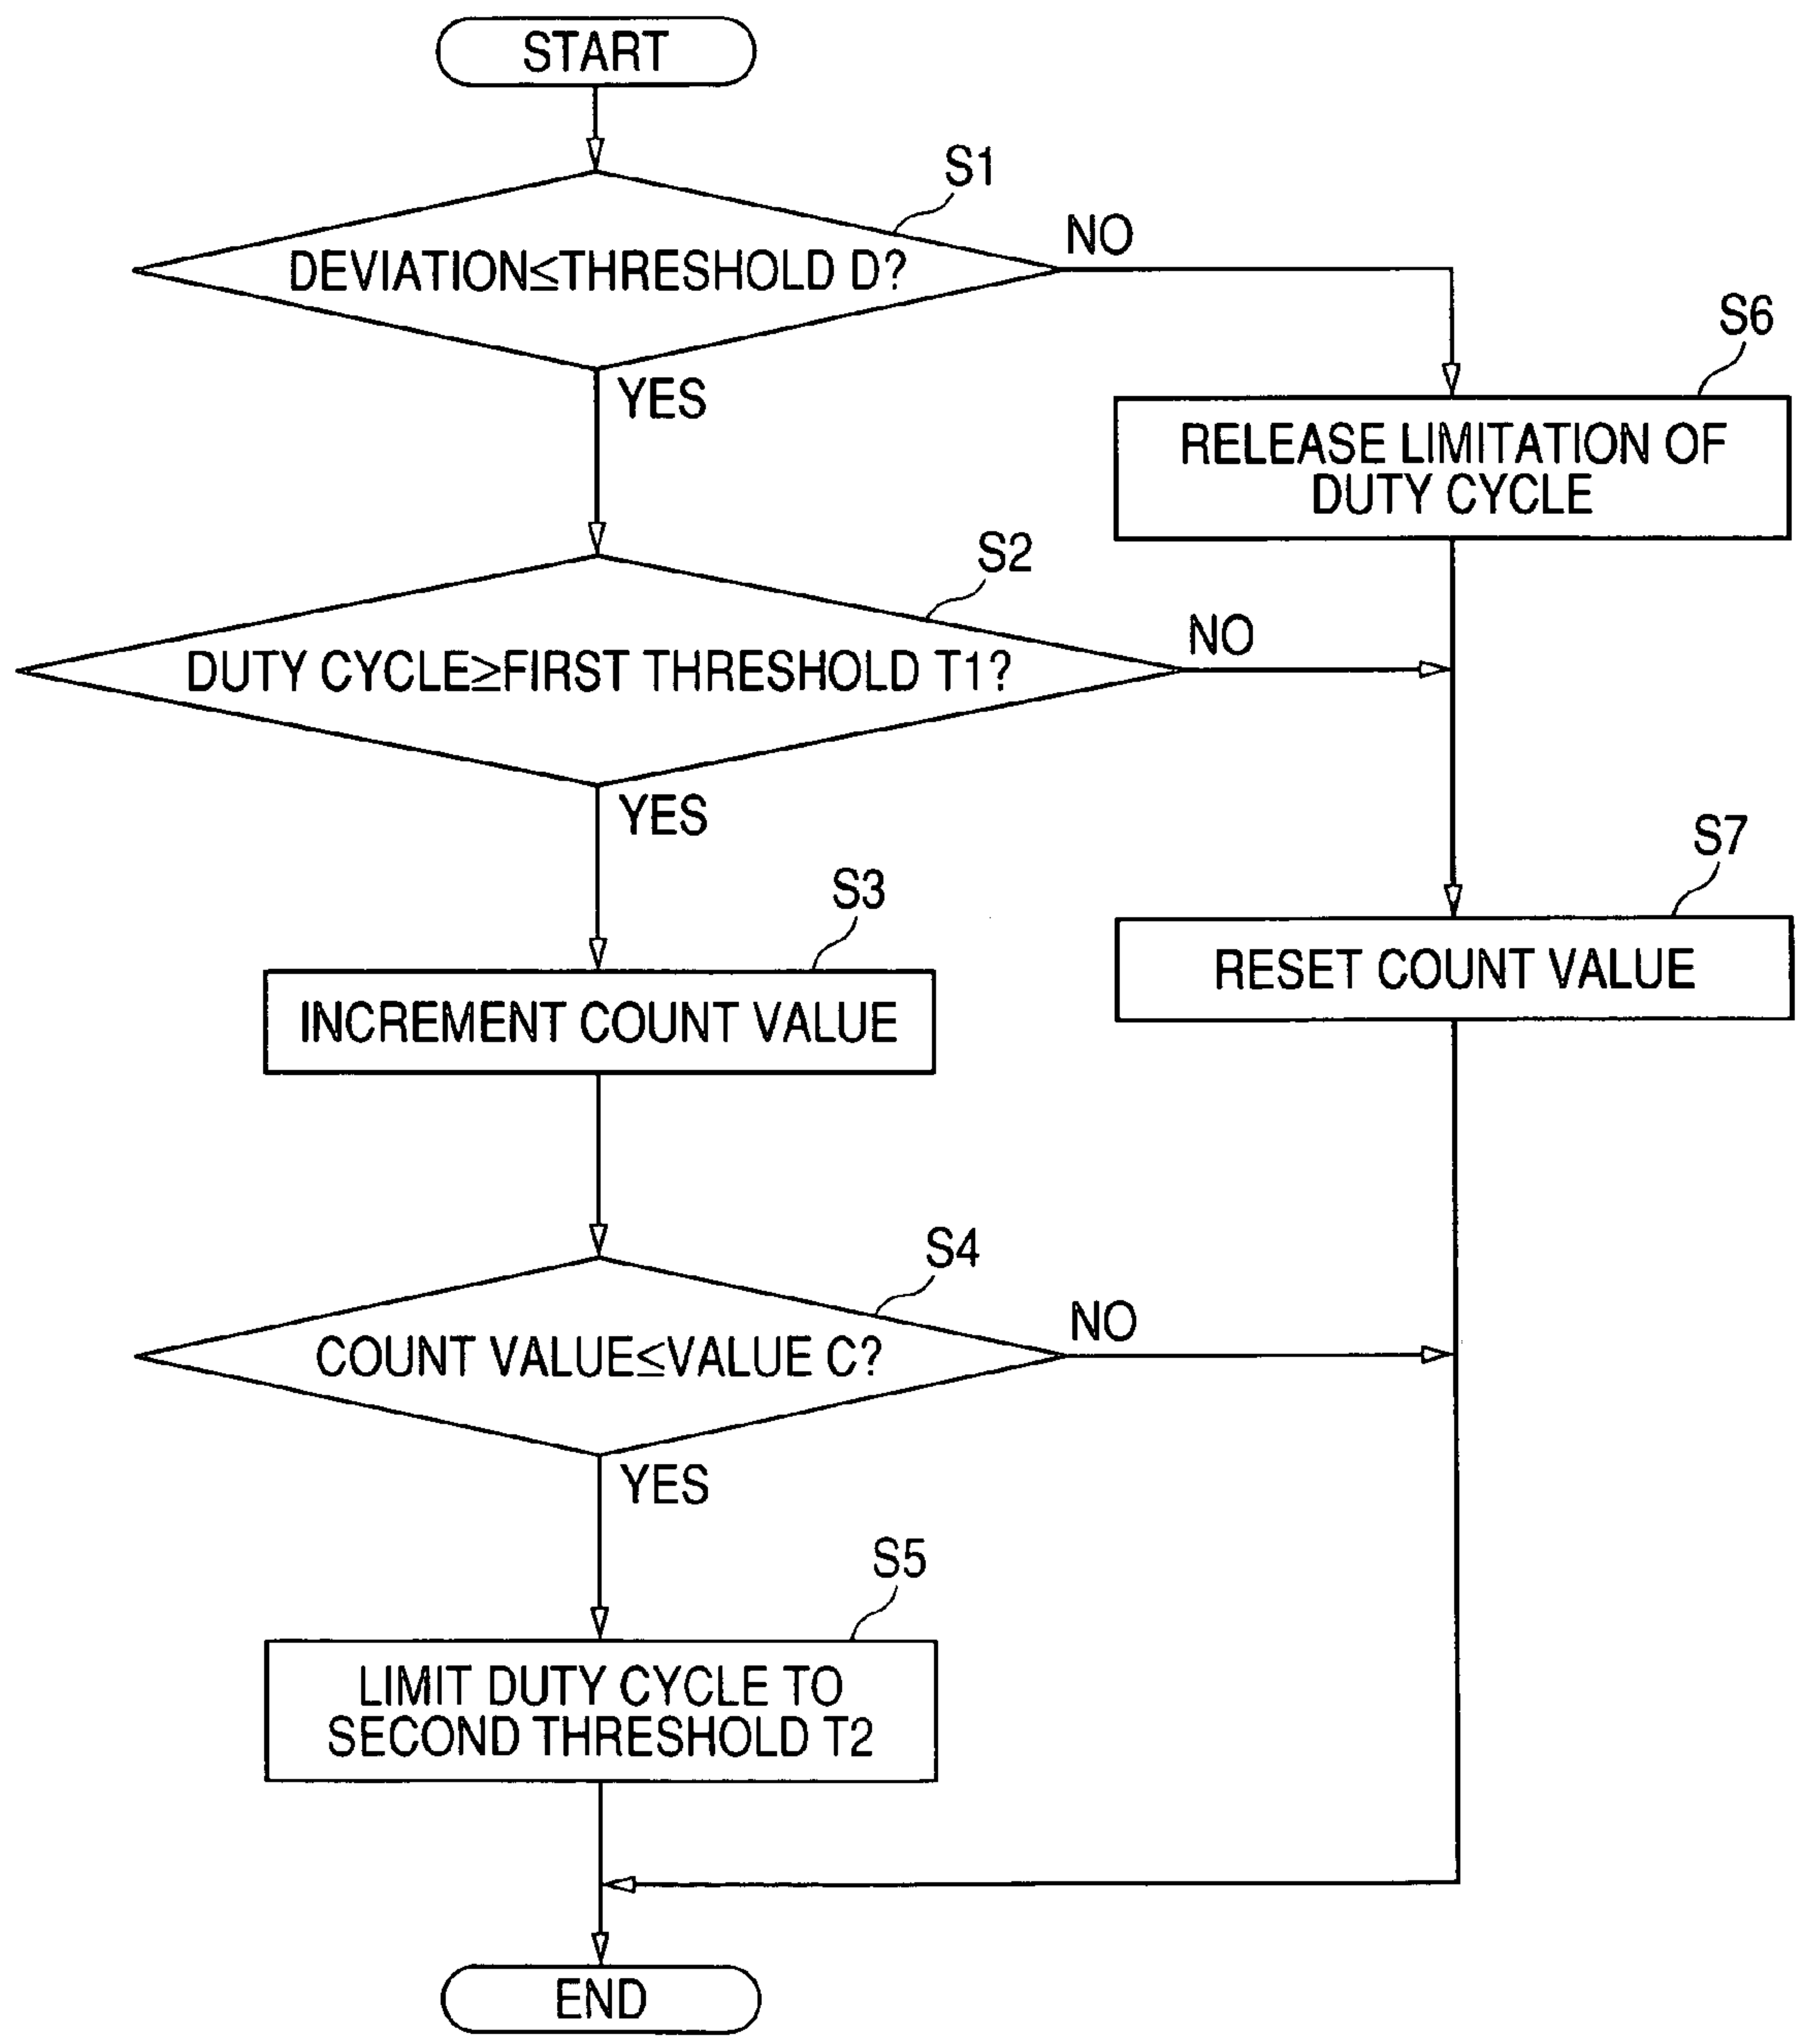 START
S1
DEVIATION≤THRESHOLD D?
NO
YES
S6
RELEASE LIMITATION OF
DUTY CYCLE
S2
DUTY CYCLE≥FIRST THRESHOLD T1?
NO
YES
S7
RESET COUNT VALUE
S3
INCREMENT COUNT VALUE
S4
COUNT VALUE≤VALUE C?
NO
YES
S5
LIMIT DUTY CYCLE TO
SECOND THRESHOLD T2
END